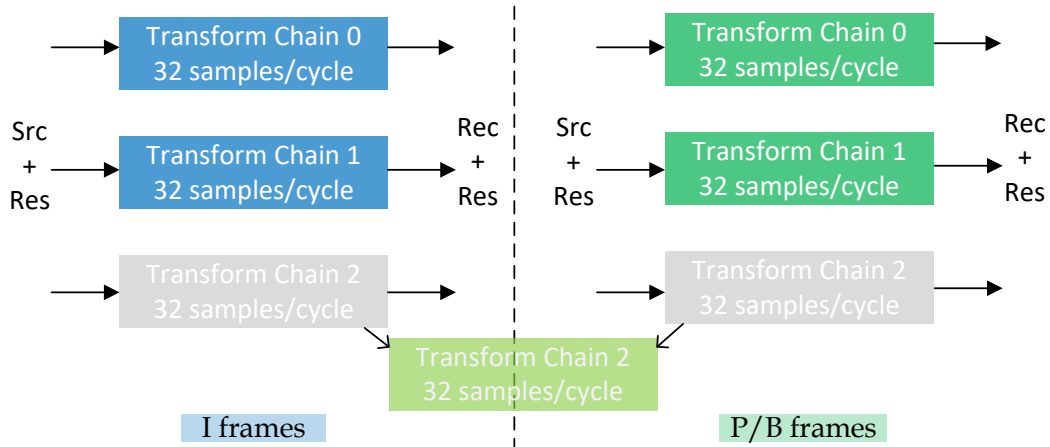 Transform Chain 0
32 samples/cycle
Transform Chain 0
32 samples/cycle
Src
+
Res
Transform Chain 1
32 samples/cycle
Rec
+
Res
Src
+
Res
Transform Chain 1
32 samples/cycle
Rec
+
Res
Transform Chain 2
32 samples/cycle
Transform Chain 2
32 samples/cycle
Transform Chain 2
32 samples/cycle
I frames
P/B frames